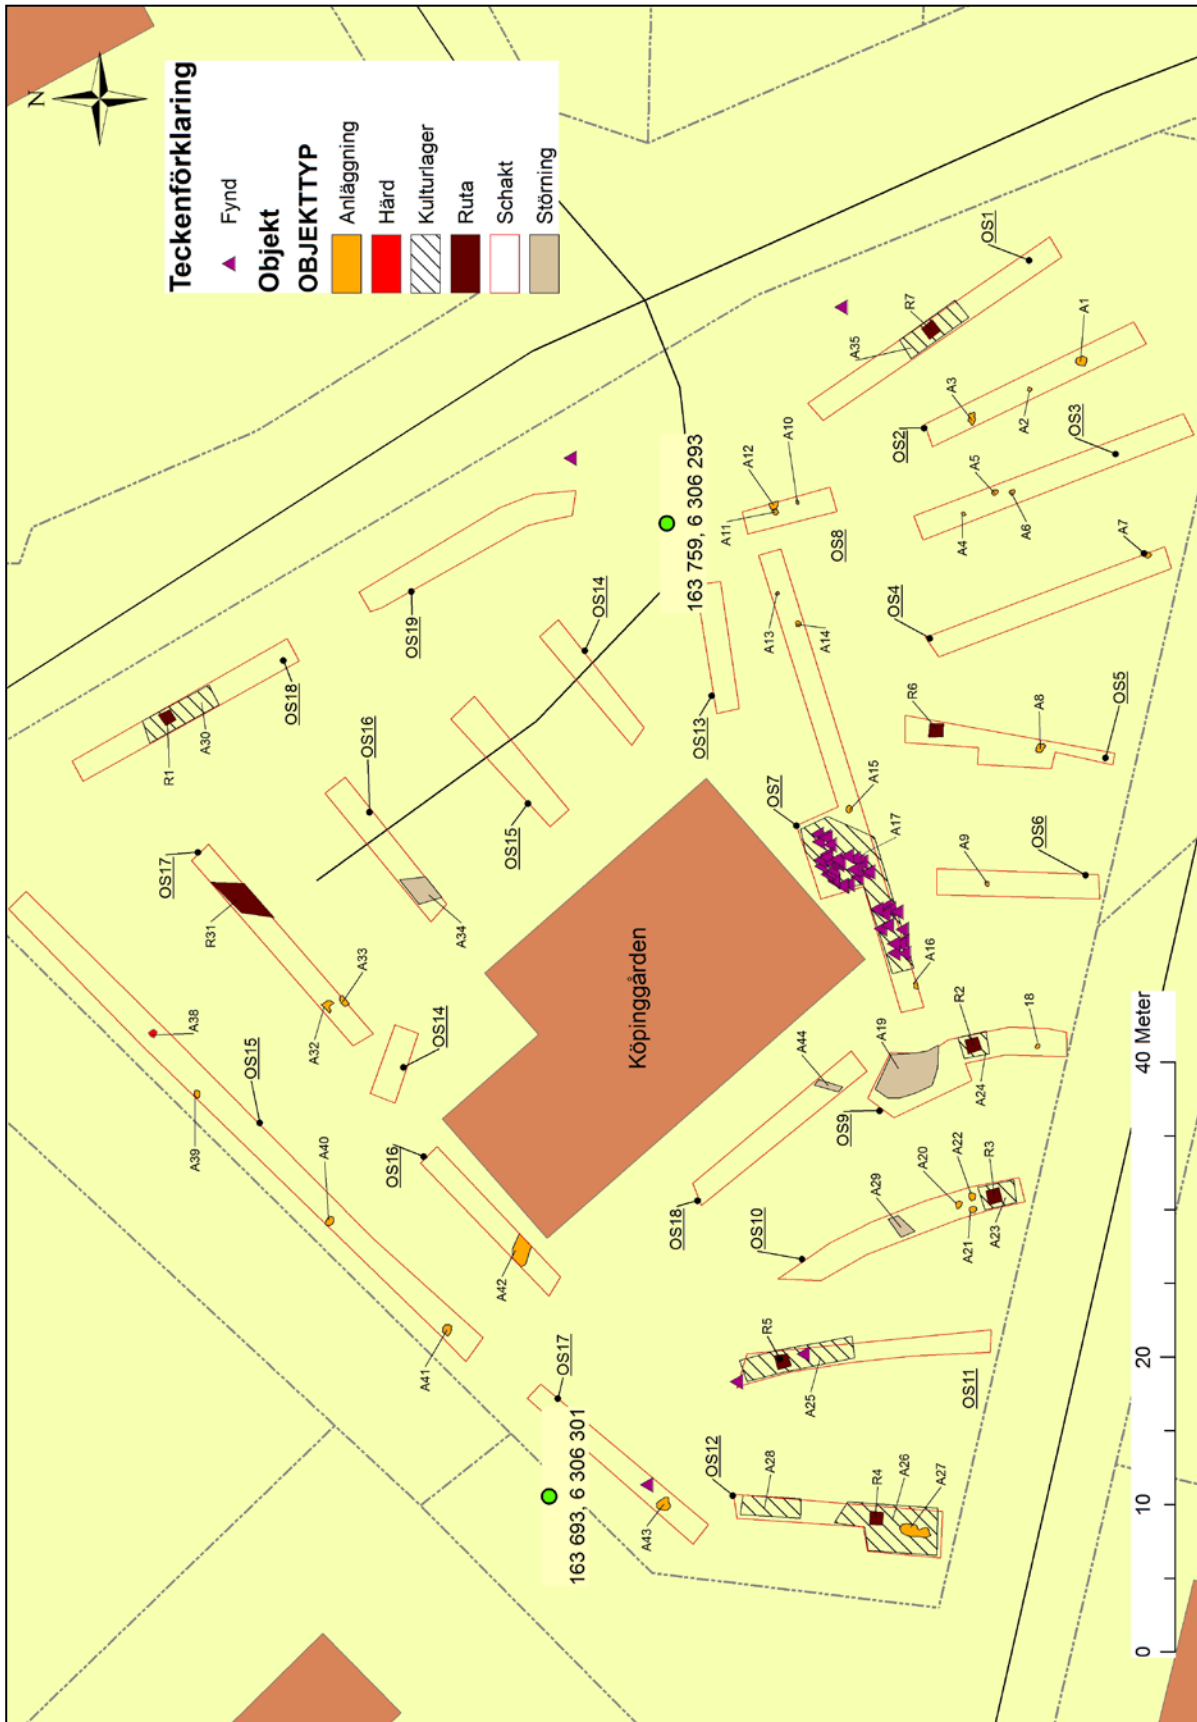 N
Teckenförklaring
Fynd
Objekt
OBJEKTTYP
Anläggning
Härd
Kulturlager
Ruta
Schakt
Störning
A38
A39
OS15
A40
A41
OS17
R31
A32
A33
R1
A30
OS18
OS16
A34
OS19
OS14
OS15
OS14
OS16
A42
OS17
163 693, 6 306 301
A43
Köpinggården
163 759, 6 306 293
OS13
A11
A12
A10
OS8
A13
A14
OS7
A15
A17
A16
OS1
R7
A35
OS2
A3
A2
A1
OS3
A5
A4
A6
A7
OS4
R6
A8
OS5
A9
OS6
A44
A19
OS9
R2
A24
18
OS18
OS10
A29
A20
A22
A21
R3
A23
R5
A25
OS11
OS12
A28
R4
A26
A27
0 10 20 40 Meter